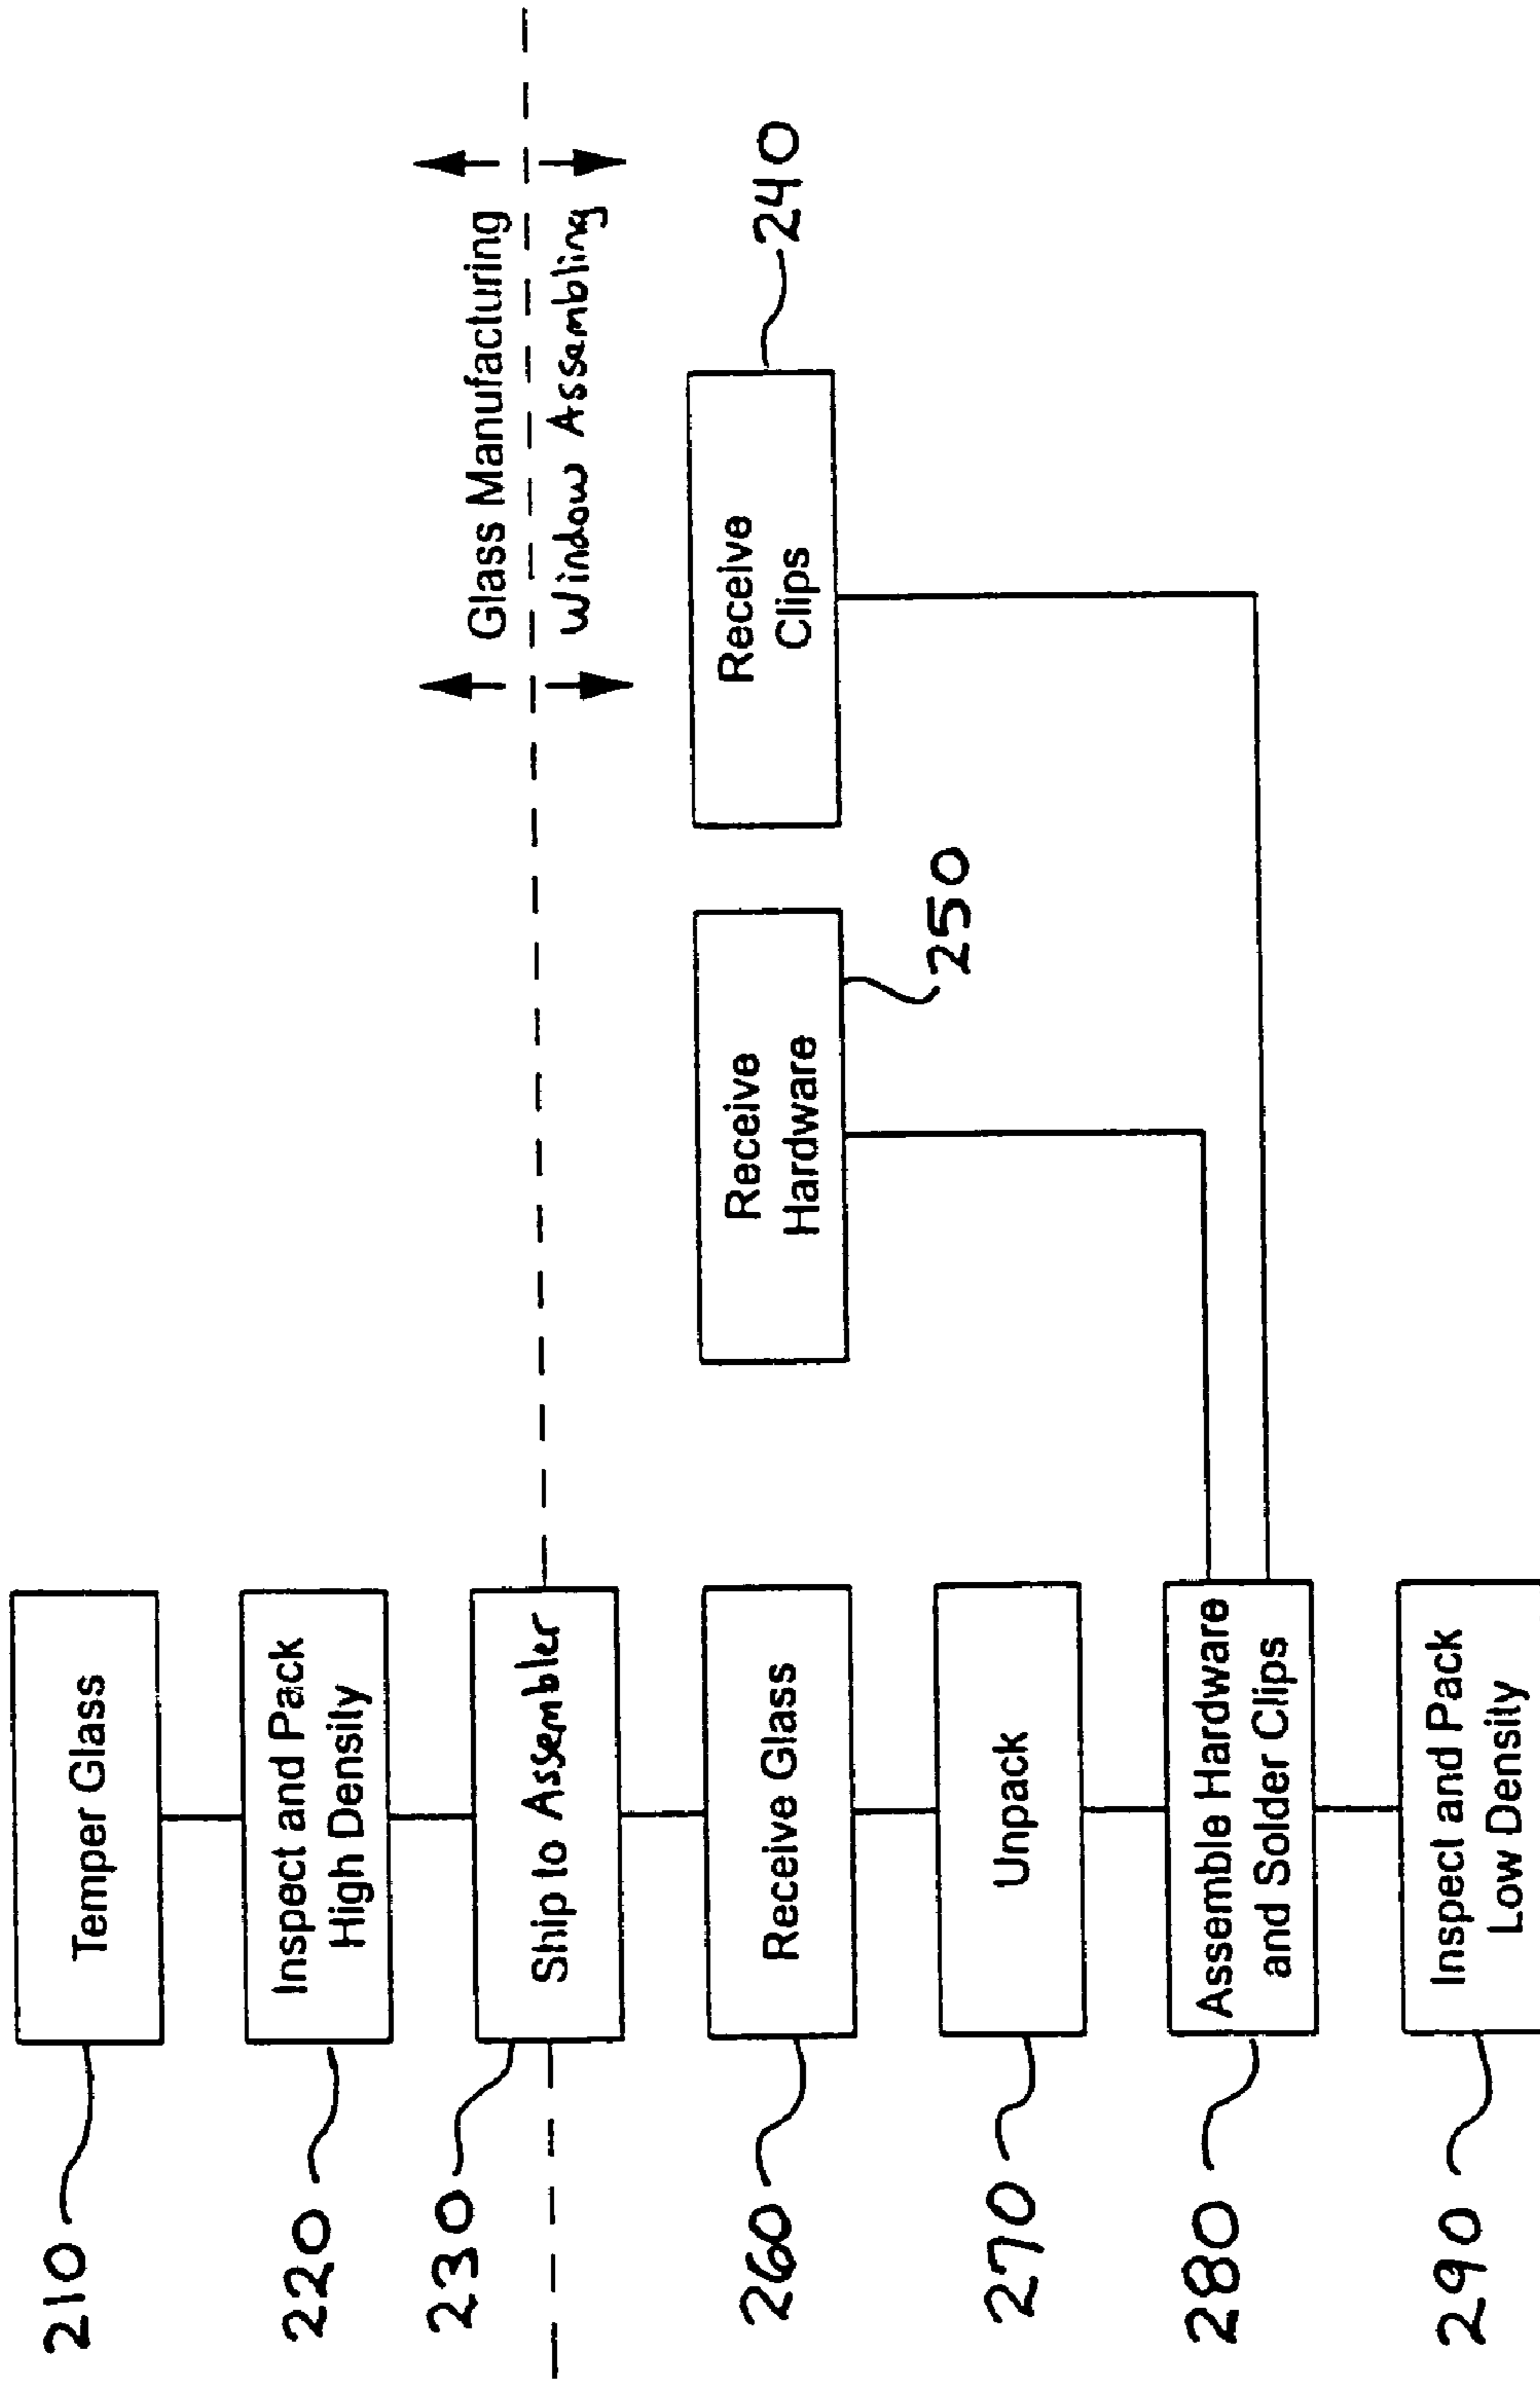 210
Temper Glass
220
Inspect and Pack
High Density
Glass Manufacturing
Window Assembling
230
Ship to Assembler
260
Receive Glass
Receive
Hardware
250
Receive
Clips
240
270
Unpack
280
Assemble Hardware
and Solder Clips
290
Inspect and Pack
Low Density